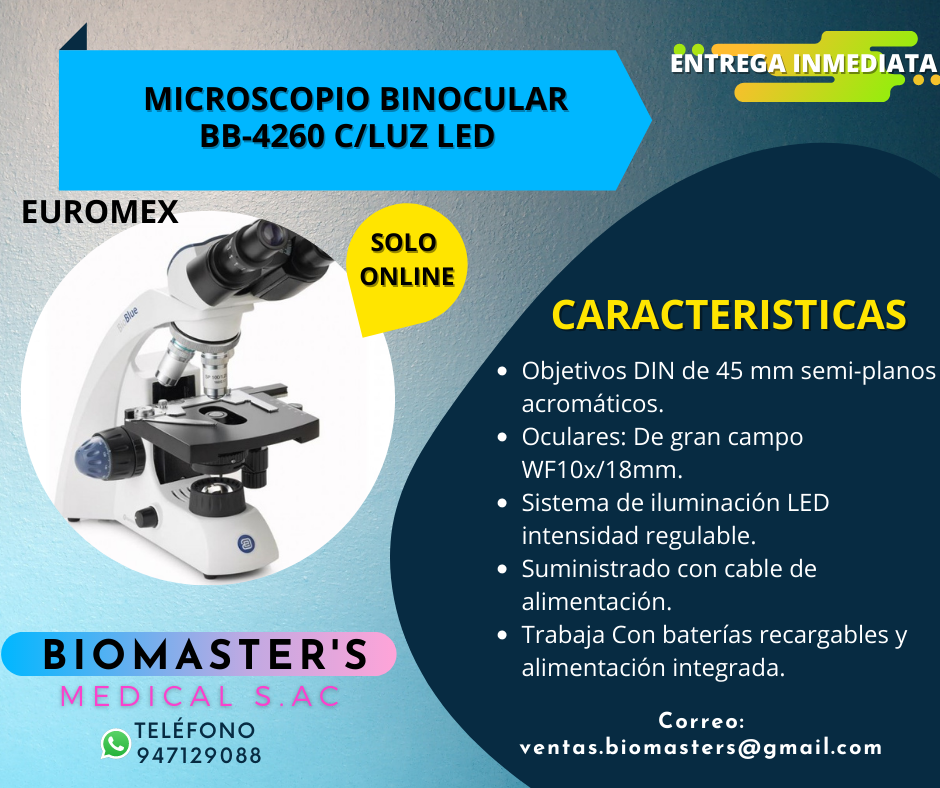 ENTREGA INMEDIATA
MICROSCOPIO BINOCULAR
BB-4260 C/LUZ LED
EUROMEX
SOLO
ONLINE
BioBlue
CARACTERISTICAS
• Objetivos DIN de 45 mm semi-planos
acromáticos.
• Oculares: De gran campo
WF10x/18mm.
• Sistema de iluminación LED
intensidad regulable.
• Suministrado con cable de
alimentación.
• Trabaja Con baterías recargables y
alimentación integrada.
BIOMASTER'S
MEDICAL S.AC
TELÉFONO
947129088
Correo:
ventas.biomasters@gmail.com